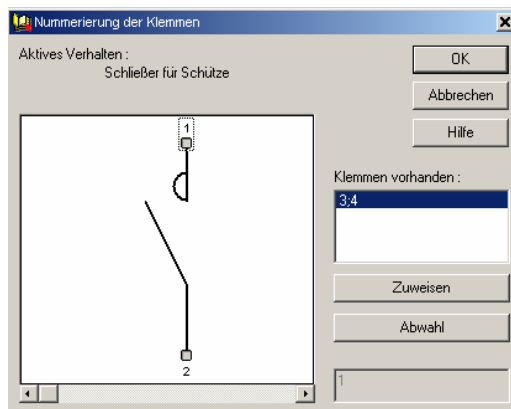 Nummerierung der Klemmen
Aktives Verhalten :
Schließer für Schütze
OK
Abbrechen
Hilfe
1
2
Klemmen vorhanden :
3;4
Zuweisen
Abwahl
1